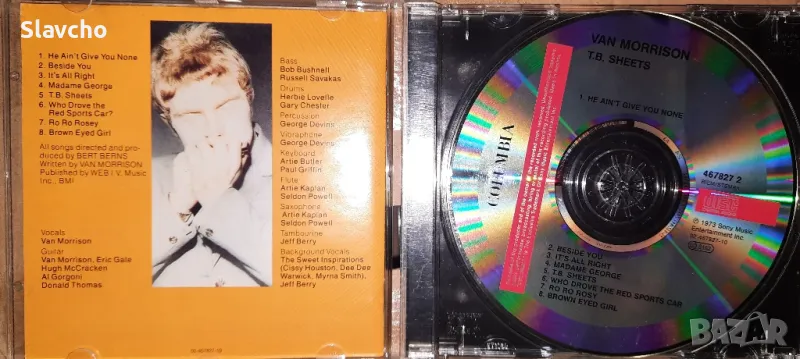 Slavcho
1. He Ain't Give You None
2. Beside You
3. It's All Right
4. Madame George
5. T.B. Sheets
6. Who Drove the
Red Sports Car?
7. Ro Ro Rosey
8. Brown Eyed Girl
All songs directed and
produced by BERT BERNS
Written by VAN MORRISON
Published by WEB I V. Music
Inc., BMI
Vocals
Van Morrison
Guitar
Van Morrison, Eric Gale
Hugh McCracken
Al Gorgoni
Donald Thomas
Bass
Bob Bushnell
Russell Savakas
Drums
Herbie Lovelle
Gary Chester
Percussion
George Devins
Vibraphone
George Devins
Keyboard
Artie Butler
Paul Griffin
Flute
Artie Kaplan
Seldon Powell
Saxophone
Artie Kaplan
Seldon Powell
Tambourine
Jeff Berry
Background Vocals
The Sweet Inspirations
(Cissy Houston, Dee Dee
Warwick, Myrna Smith),
Jeff Berry
VAN MORRISON
T.B. SHEETS
1. HE AIN'T GIVE YOU NONE
COLUMBIA
467827 2
℗ 1973 Sony Music
Entertainment Inc.
2. BESIDE YOU
3. IT'S ALL RIGHT
4. MADAME GEORGE
5. T.B. SHEETS
6. WHO DROVE THE RED SPORTS CAR
7. RO RO ROSY
8. BROWN EYED GIRL
BAZAR